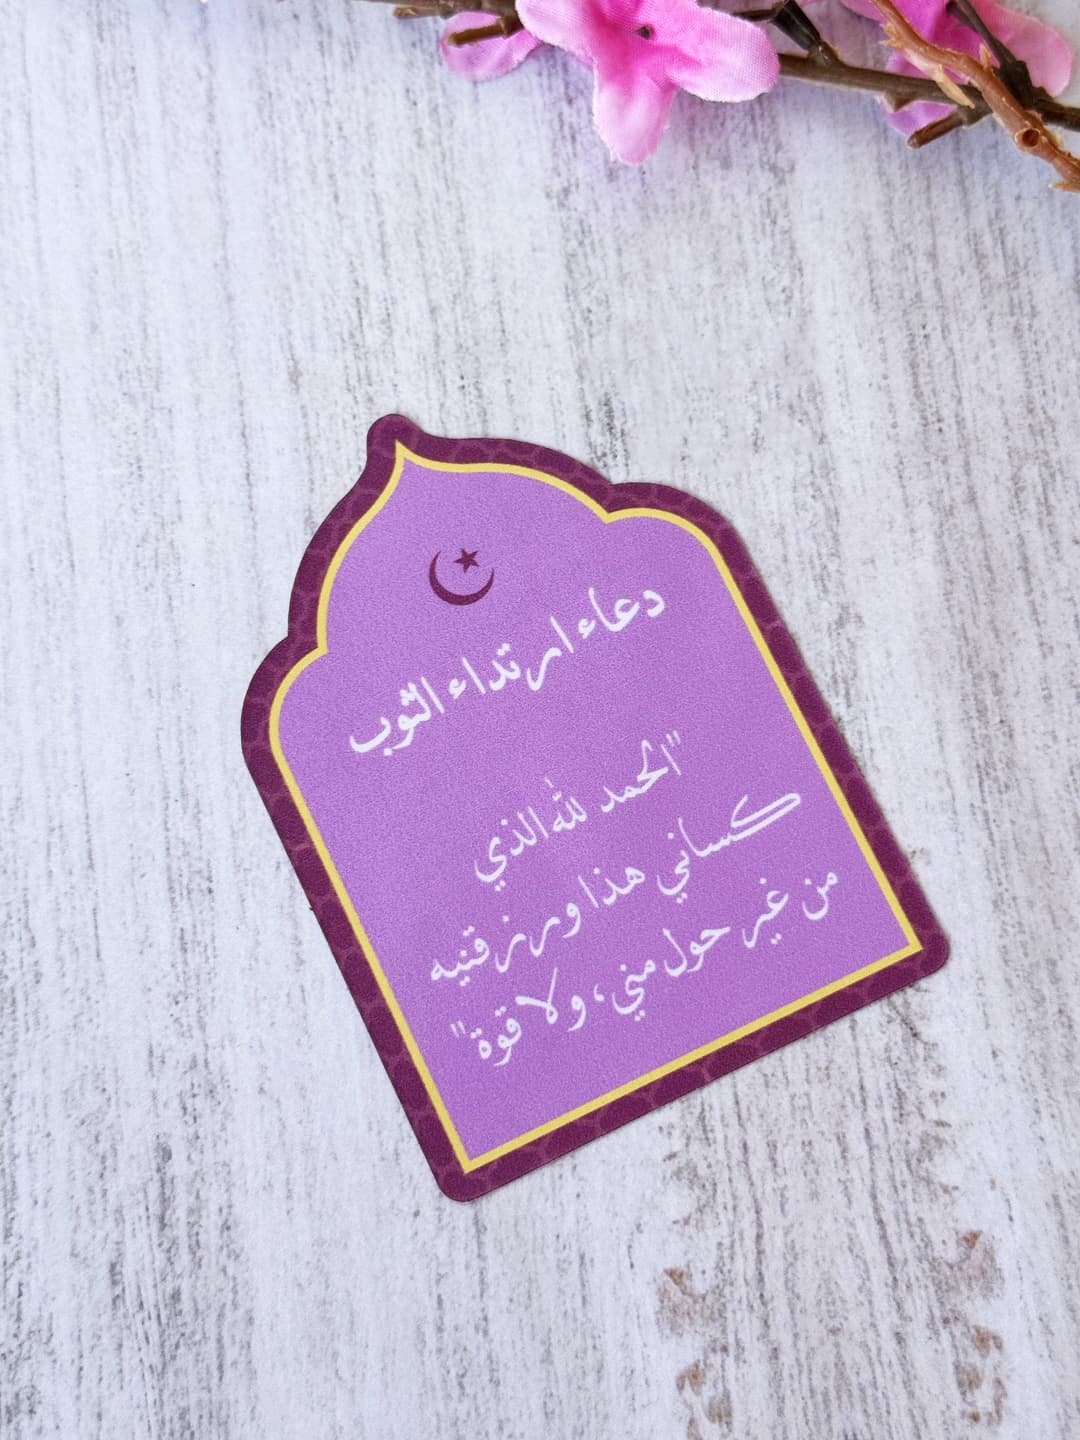 دعاء ارتداء الثوب
"الحمد لله الذي
كساني هذا ورزقنيه
من غير حول مني، ولا قوة"